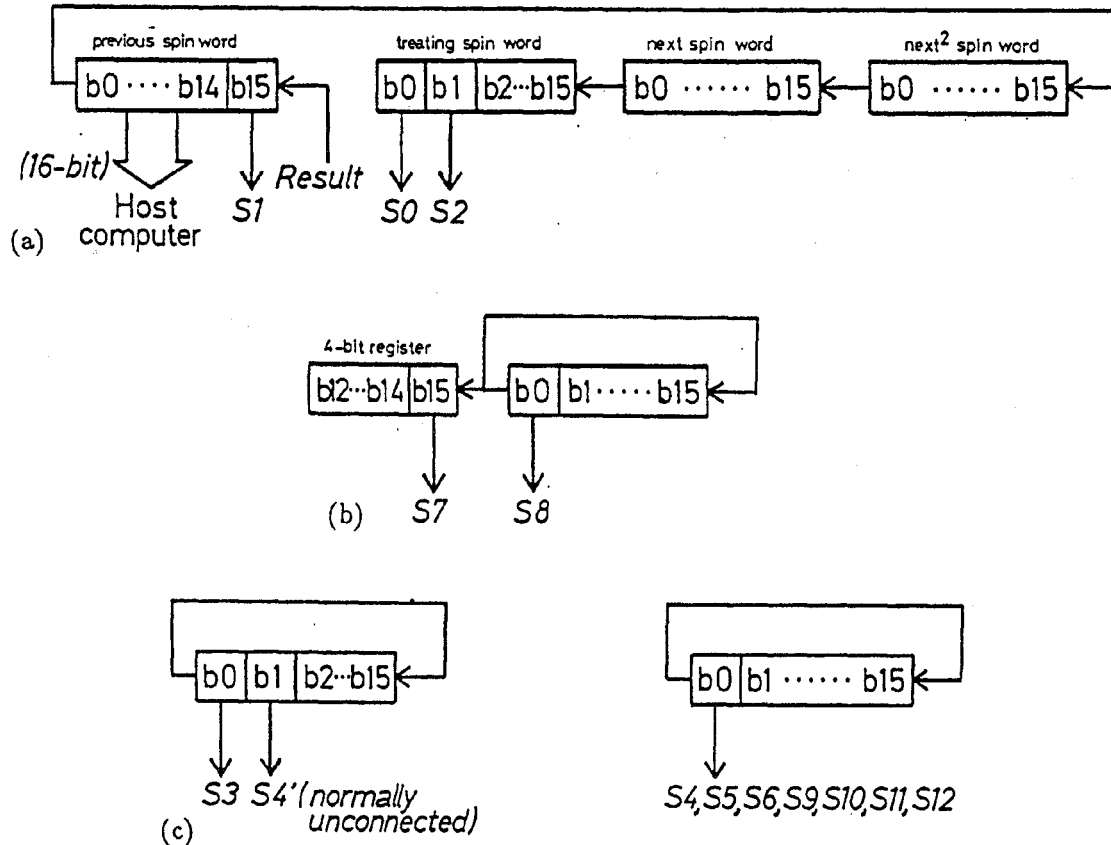 previous spin word
treating spin word
next spin word
next² spin word
b0 ···· b14 b15
b0 b1 b2···b15
b0 ······ b15
b0 ······ b15
(16-bit)
Host
computer
S1
Result
S0 S2
(a)
4-bit register
b12···b14 b15
b0 b1 ····· b15
(b)
S7
S8
b0 b1 b2···b15
b0 b1 ······ b15
S3 S4' (normally
unconnected)
S4,S5,S6,S9,S10,S11,S12
(c)